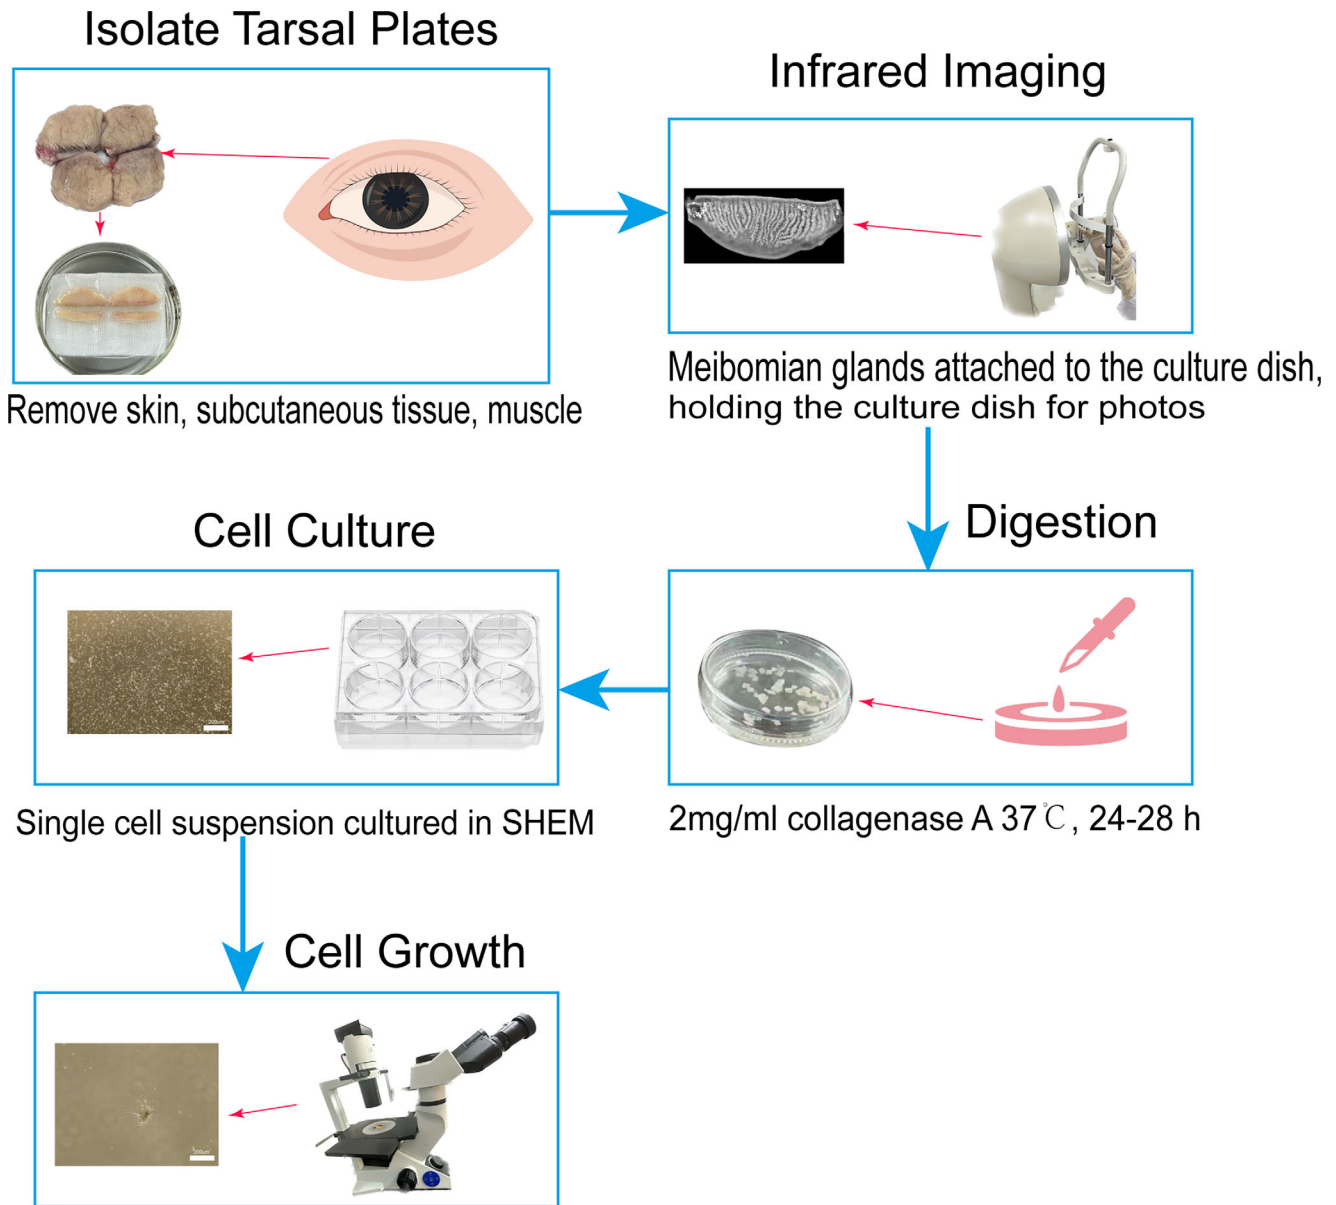 Isolate Tarsal Plates
Infrared Imaging
Remove skin, subcutaneous tissue, muscle
Meibomian glands attached to the culture dish,
holding the culture dish for photos
Cell Culture
Digestion
200um
Single cell suspension cultured in SHEM
2mg/ml collagenase A 37℃, 24-28 h
Cell Growth
200um